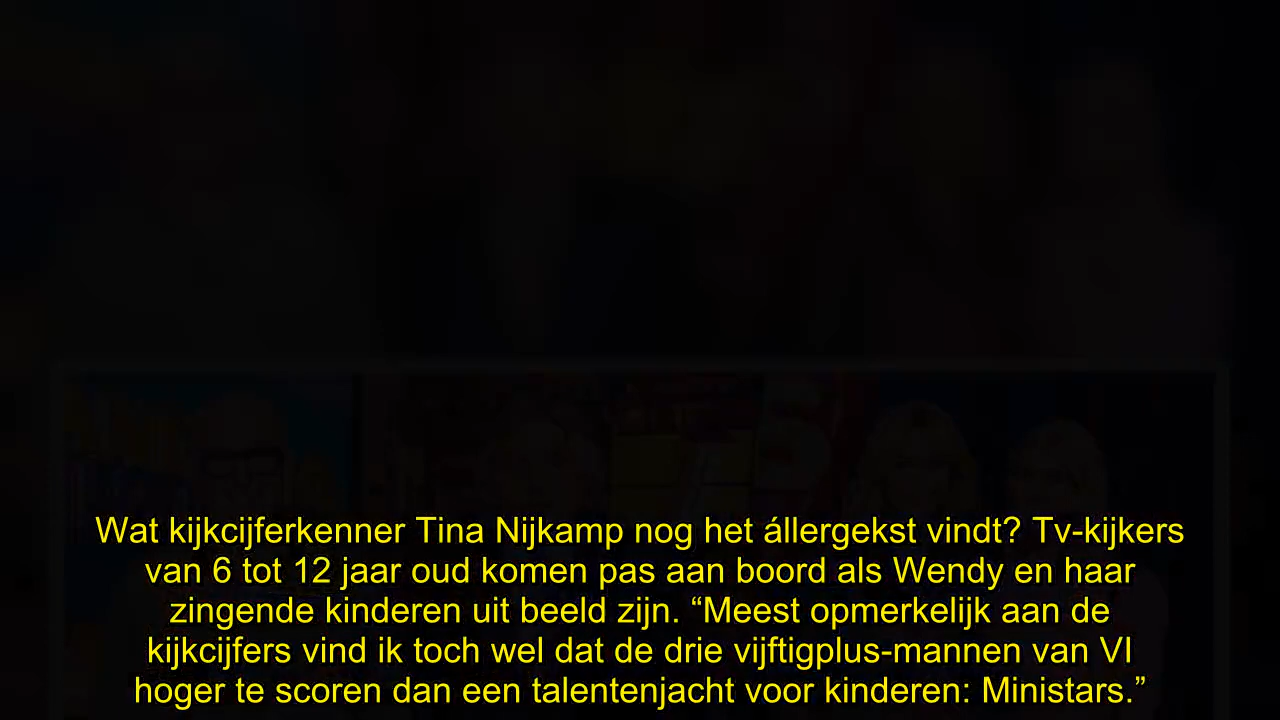 Wat kijkcijferkenner Tina Nijkamp nog het állergekst vindt? Tv-kijkers
van 6 tot 12 jaar oud komen pas aan boord als Wendy en haar
zingende kinderen uit beeld zijn. “Meest opmerkelijk aan de
kijkcijfers vind ik toch wel dat de drie vijftigplus-mannen van VI
hoger te scoren dan een talentenjacht voor kinderen: Ministars.”